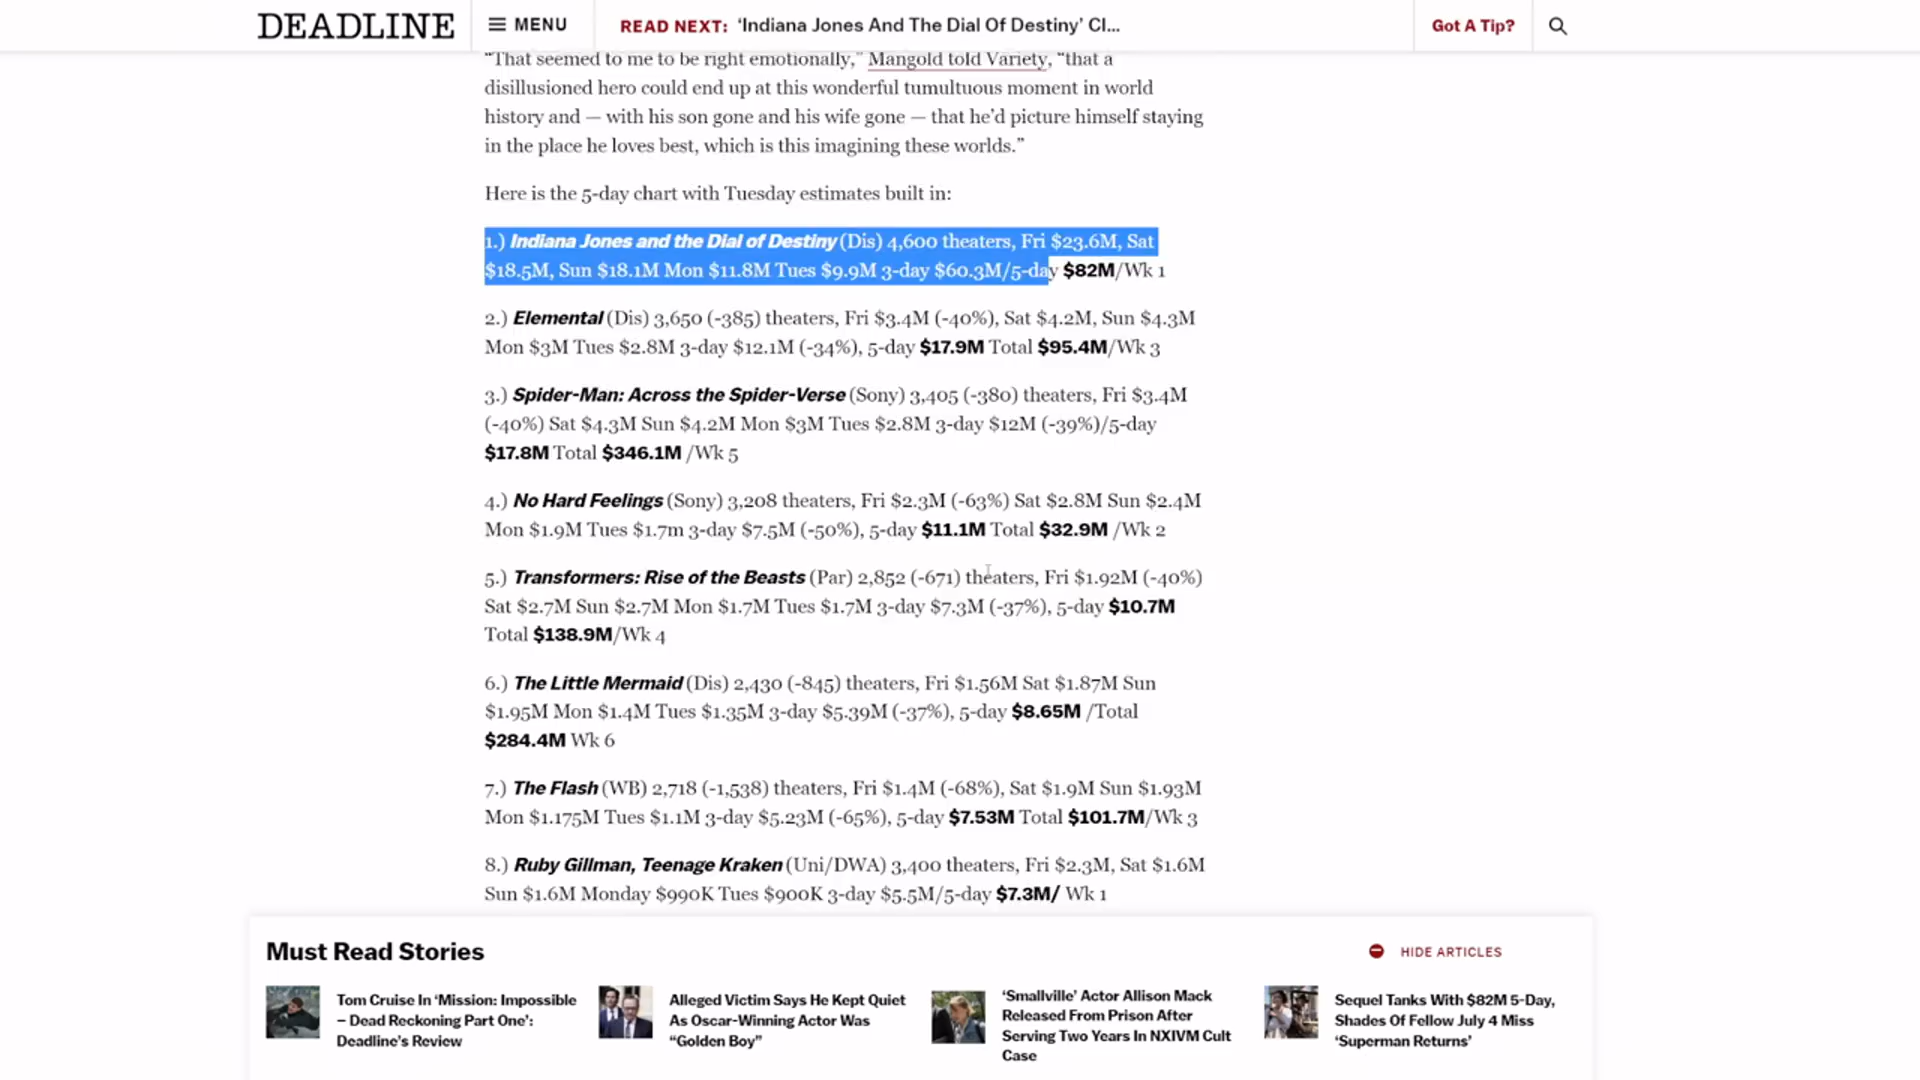 DEADLINE
MENU
READ NEXT: ‘Indiana Jones And The Dial Of Destiny’ Cl...
Got A Tip?
“That seemed to me to be right emotionally,” Mangold told Variety, “that a
disillusioned hero could end up at this wonderful tumultuous moment in world
history and — with his son gone and his wife gone — that he’d picture himself staying
in the place he loves best, which is this imagining these worlds.”
Here is the 5-day chart with Tuesday estimates built in:
1.) Indiana Jones and the Dial of Destiny (Dis) 4,600 theaters, Fri $23.6M, Sat
$18.5M, Sun $18.1M Mon $11.8M Tues $9.9M 3-day $60.3M/5-day $82M/Wk 1
2.) Elemental (Dis) 3,650 (-385) theaters, Fri $3.4M (-40%), Sat $4.2M, Sun $4.3M
Mon $3M Tues $2.8M 3-day $12.1M (-34%), 5-day $17.9M Total $95.4M/Wk 3
3.) Spider-Man: Across the Spider-Verse (Sony) 3,405 (-380) theaters, Fri $3.4M
(-40%) Sat $4.3M Sun $4.2M Mon $3M Tues $2.8M 3-day $12M (-39%)/5-day
$17.8M Total $346.1M /Wk 5
4.) No Hard Feelings (Sony) 3,208 theaters, Fri $2.3M (-63%) Sat $2.8M Sun $2.4M
Mon $1.9M Tues $1.7m 3-day $7.5M (-50%), 5-day $11.1M Total $32.9M /Wk 2
5.) Transformers: Rise of the Beasts (Par) 2,852 (-671) theaters, Fri $1.92M (-40%)
Sat $2.7M Sun $2.7M Mon $1.7M Tues $1.7M 3-day $7.3M (-37%), 5-day $10.7M
Total $138.9M/Wk 4
6.) The Little Mermaid (Dis) 2,430 (-845) theaters, Fri $1.56M Sat $1.87M Sun
$1.95M Mon $1.4M Tues $1.35M 3-day $5.39M (-37%), 5-day $8.65M /Total
$284.4M Wk 6
7.) The Flash (WB) 2,718 (-1,538) theaters, Fri $1.4M (-68%), Sat $1.9M Sun $1.93M
Mon $1.175M Tues $1.1M 3-day $5.23M (-65%), 5-day $7.53M Total $101.7M/Wk 3
8.) Ruby Gillman, Teenage Kraken (Uni/DWA) 3,400 theaters, Fri $2.3M, Sat $1.6M
Sun $1.6M Monday $990K Tues $900K 3-day $5.5M/5-day $7.3M/ Wk 1
Must Read Stories
HIDE ARTICLES
Tom Cruise In ‘Mission: Impossible
– Dead Reckoning Part One’:
Deadline’s Review
Alleged Victim Says He Kept Quiet
As Oscar-Winning Actor Was
“Golden Boy”
‘Smallville’ Actor Allison Mack
Released From Prison After
Serving Two Years In NXIVM Cult
Case
Sequel Tanks With $82M 5-Day,
Shades Of Fellow July 4 Miss
‘Superman Returns’